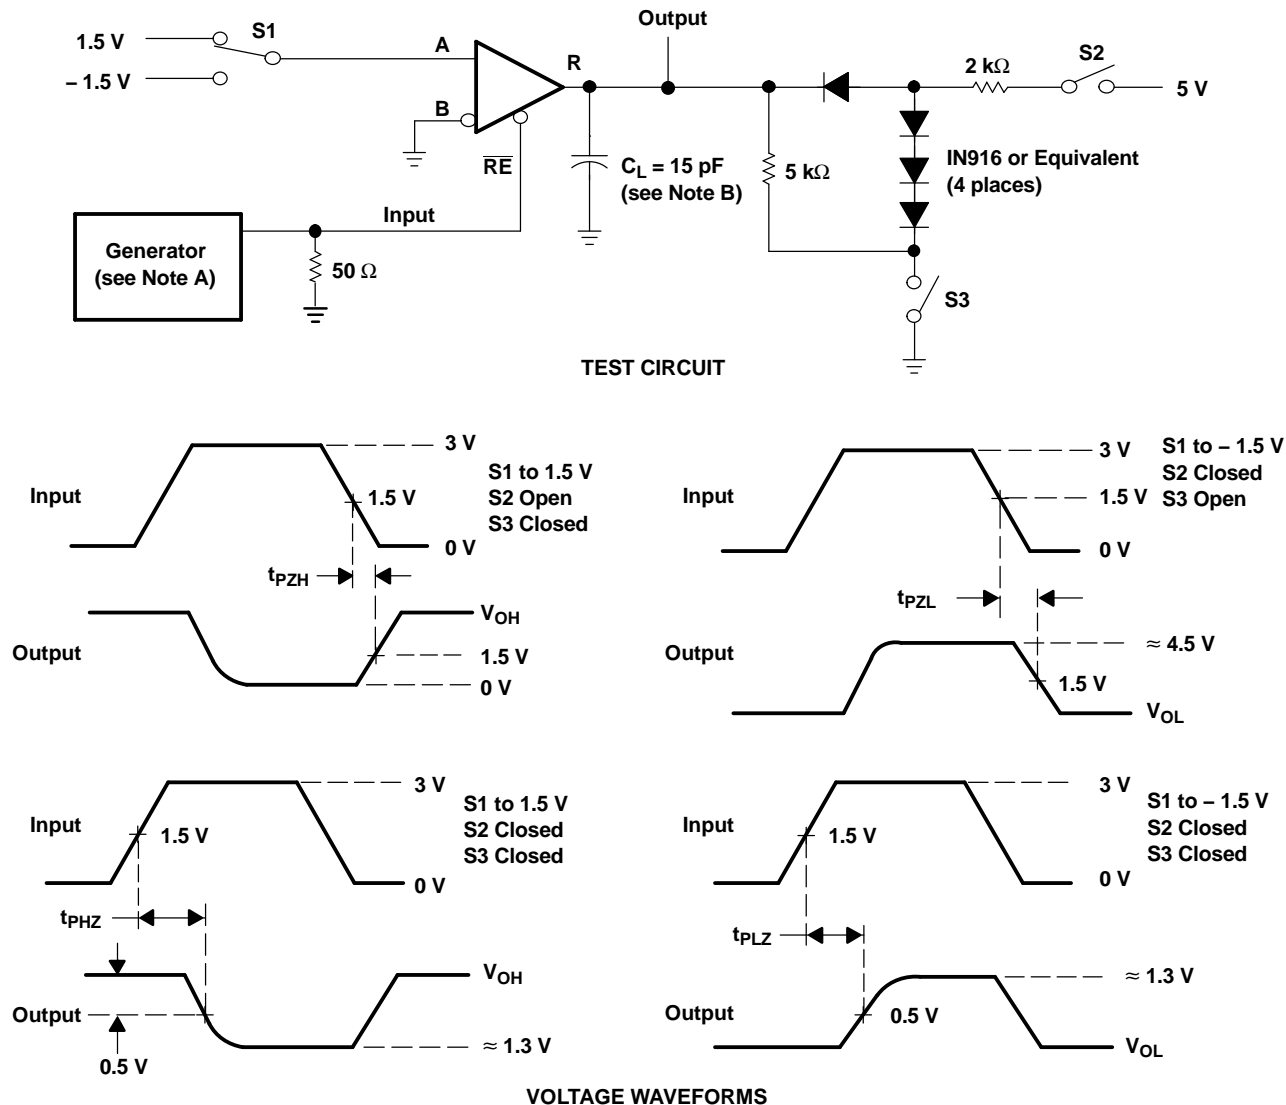 Output
S1
S2
1.5 V
– 1.5 V
A
R
2 kΩ
5 V
B
RE
C_L = 15 pF
(see Note B)
5 kΩ
IN916 or Equivalent
(4 places)
Input
Generator
(see Note A)
50 Ω
S3
TEST CIRCUIT
3 V
S1 to 1.5 V
S2 Open
S3 Closed
Input
1.5 V
0 V
t_PZH
V_OH
Output
1.5 V
0 V
3 V
S1 to – 1.5 V
S2 Closed
S3 Open
Input
1.5 V
0 V
t_PZL
≈ 4.5 V
Output
1.5 V
V_OL
3 V
S1 to 1.5 V
S2 Closed
S3 Closed
Input
1.5 V
0 V
t_PHZ
V_OH
Output
0.5 V
≈ 1.3 V
3 V
S1 to – 1.5 V
S2 Closed
S3 Closed
Input
1.5 V
0 V
t_PLZ
≈ 1.3 V
Output
0.5 V
V_OL
VOLTAGE WAVEFORMS